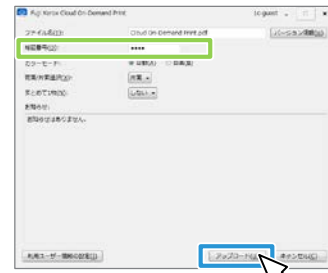 Fuji Xerox Cloud On-Demand Print
ファイル名(F): Cloud On-Demand Print.pdf バージョン情報(V)
暗証番号(P): ****
カラーモード: 自動(A) 白黒(B)
両面/片面選択(X): 片面
まとめて1枚(N): しない
お知らせ:
お知らせはありません。
利用ユーザー情報の設定(I) アップロード(U) キャンセル(C)